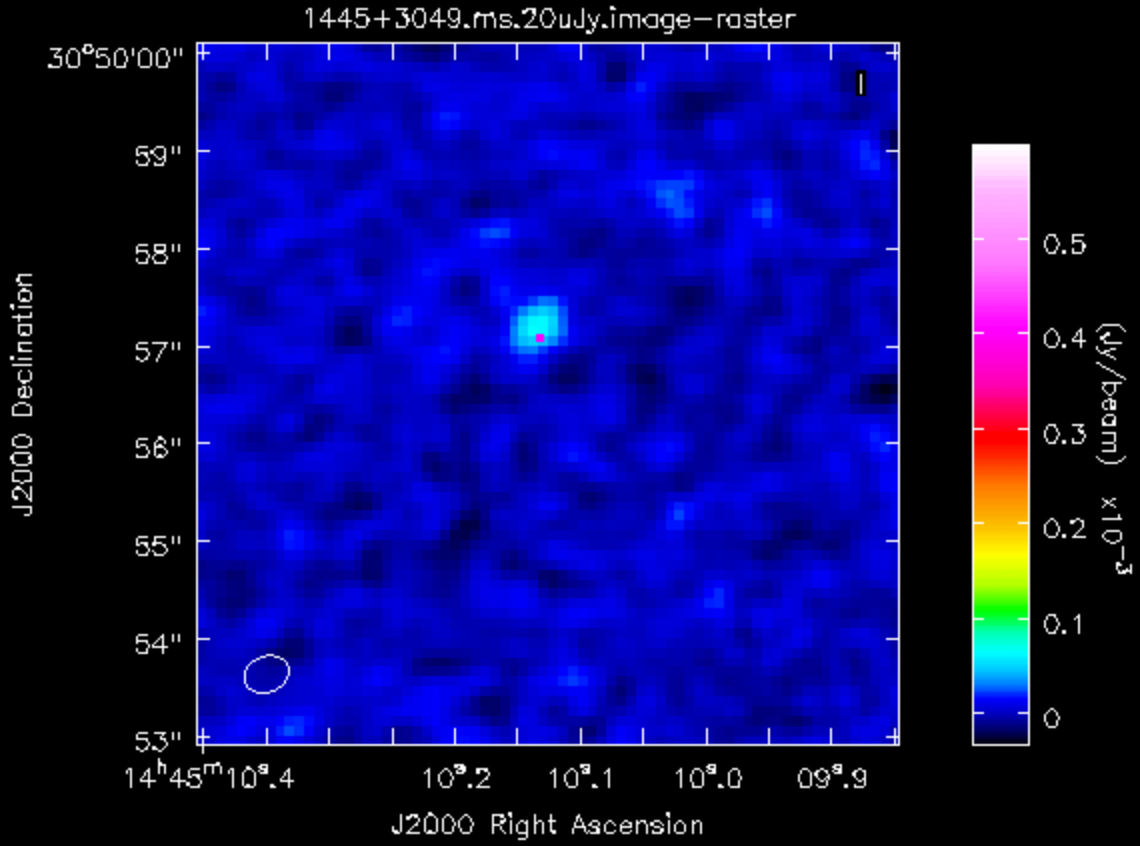 1445+3049.ms.20uJy.image-raster
30°50'00"
I
59"
58"
57"
56"
55"
54"
53"
14ʰ45ᵐ10ˢ.4
10ˢ.2
10ˢ.1
10ˢ.0
09ˢ.9
J2000 Right Ascension
J2000 Declination
0.5
0.4
0.3
0.2
0.1
0
(Jy/beam) x10⁻³